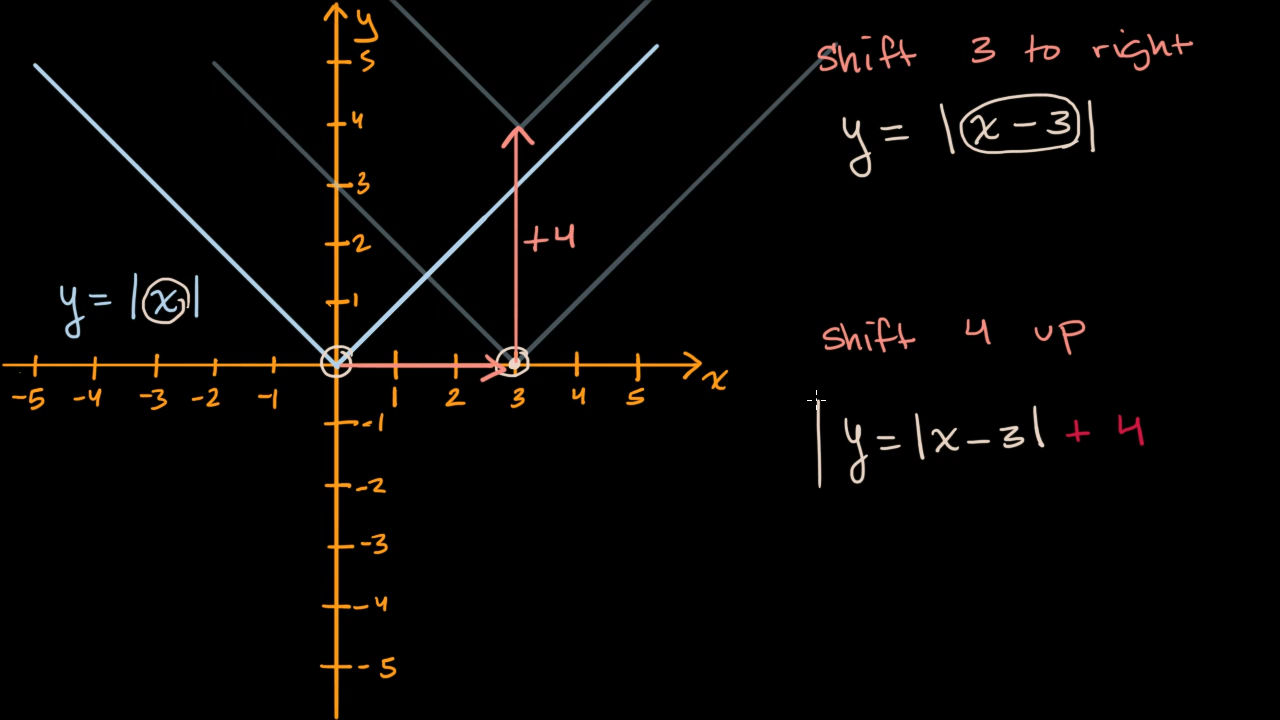 y
5
4
3
2
1
y = |x|
-5 -4 -3 -2 -1 1 2 3 4 5 x
-1
-2
-3
-4
-5
+4
shift 3 to right
y = |x - 3|
shift 4 up
y = |x - 3| + 4